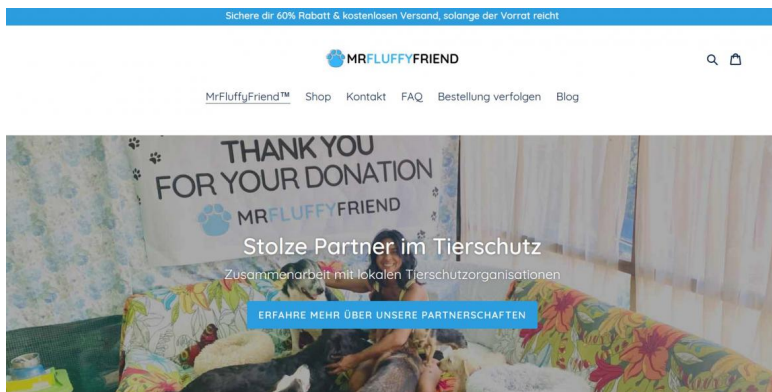 Sichere dir 60% Rabatt & kostenlosen Versand, solange der Vorrat reicht
MRFLUFFYFRIEND
MrFluffyFriend™ Shop Kontakt FAQ Bestellung verfolgen Blog
THANK YOU
FOR YOUR DONATION
MRFLUFFYFRIEND
Stolze Partner im Tierschutz
Zusammenarbeit mit lokalen Tierschutzorganisationen
ERFAHRE MEHR ÜBER UNSERE PARTNERSCHAFTEN